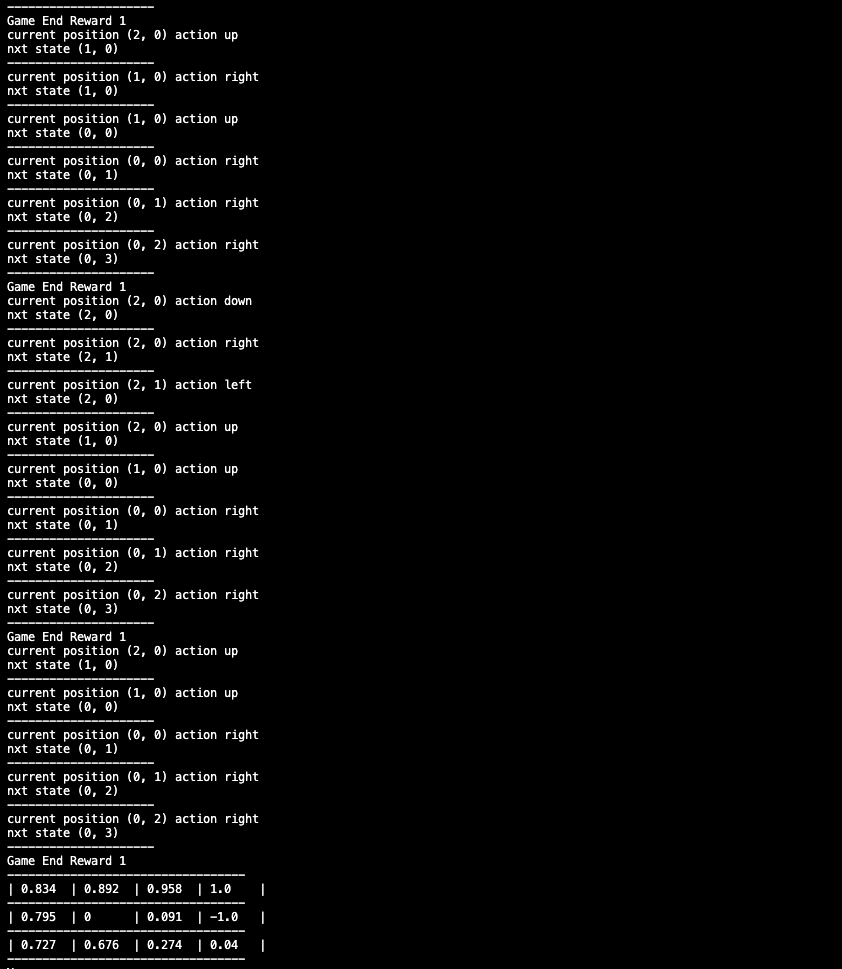 ---------------------
Game End Reward 1
current position (2, 0) action up
nxt state (1, 0)
---------------------
current position (1, 0) action right
nxt state (1, 0)
---------------------
current position (1, 0) action up
nxt state (0, 0)
---------------------
current position (0, 0) action right
nxt state (0, 1)
---------------------
current position (0, 1) action right
nxt state (0, 2)
---------------------
current position (0, 2) action right
nxt state (0, 3)
---------------------
Game End Reward 1
current position (2, 0) action down
nxt state (2, 0)
---------------------
current position (2, 0) action right
nxt state (2, 1)
---------------------
current position (2, 1) action left
nxt state (2, 0)
---------------------
current position (2, 0) action up
nxt state (1, 0)
---------------------
current position (1, 0) action up
nxt state (0, 0)
---------------------
current position (0, 0) action right
nxt state (0, 1)
---------------------
current position (0, 1) action right
nxt state (0, 2)
---------------------
current position (0, 2) action right
nxt state (0, 3)
---------------------
Game End Reward 1
current position (2, 0) action up
nxt state (1, 0)
---------------------
current position (1, 0) action up
nxt state (0, 0)
---------------------
current position (0, 0) action right
nxt state (0, 1)
---------------------
current position (0, 1) action right
nxt state (0, 2)
---------------------
current position (0, 2) action right
nxt state (0, 3)
---------------------
Game End Reward 1
----------------------------------
| 0.834  | 0.892  | 0.958  | 1.0    |
----------------------------------
| 0.795  | 0      | 0.091  | -1.0   |
----------------------------------
| 0.727  | 0.676  | 0.274  | 0.04   |
----------------------------------